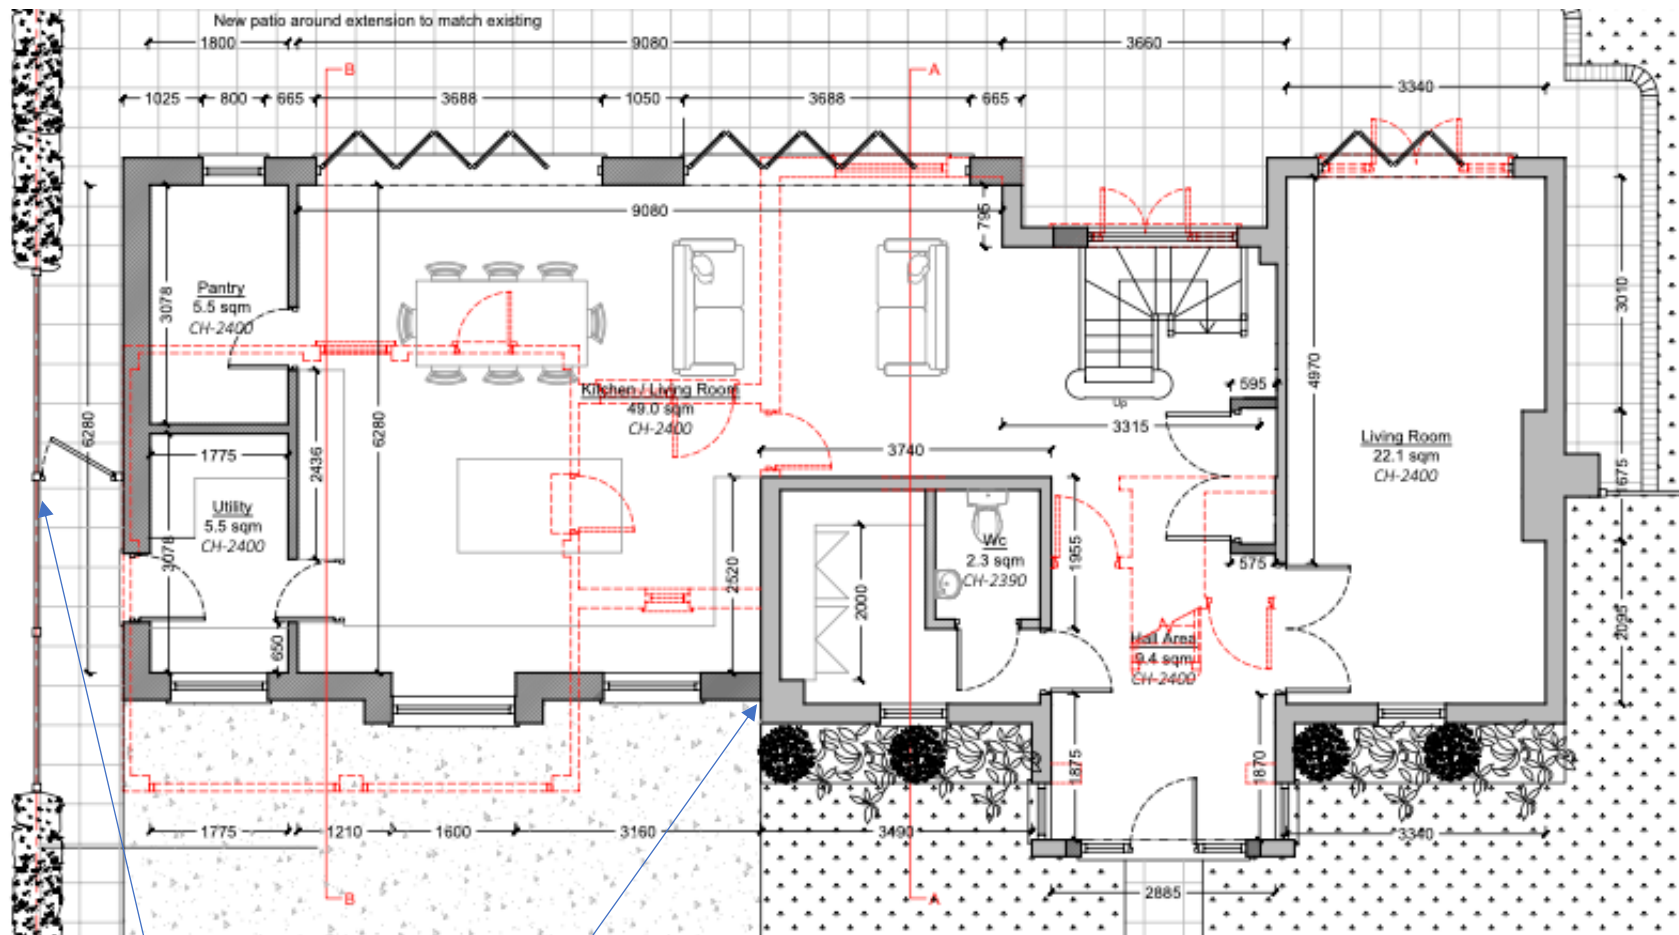 New patio around extension to match existing
1800
9080
3660
B
A
3340
1025
800
665
3688
1050
3688
665
9080
795
Pantry
5.5 sqm
CH-2400
3078
3010
4970
6280
6280
Kitchen / Living Room
49.0 sqm
CH-2400
595
Up
3315
3740
2436
1775
Living Room
22.1 sqm
CH-2400
1675
Utility
5.5 sqm
CH-2400
3078
2520
2000
Wc
2.3 sqm
CH-2390
1955
575
2095
650
A
Hall Area
9.4 sqm
CH-2400
1875
1870
1775
1210
1600
3160
3490
3340
2885
B
A